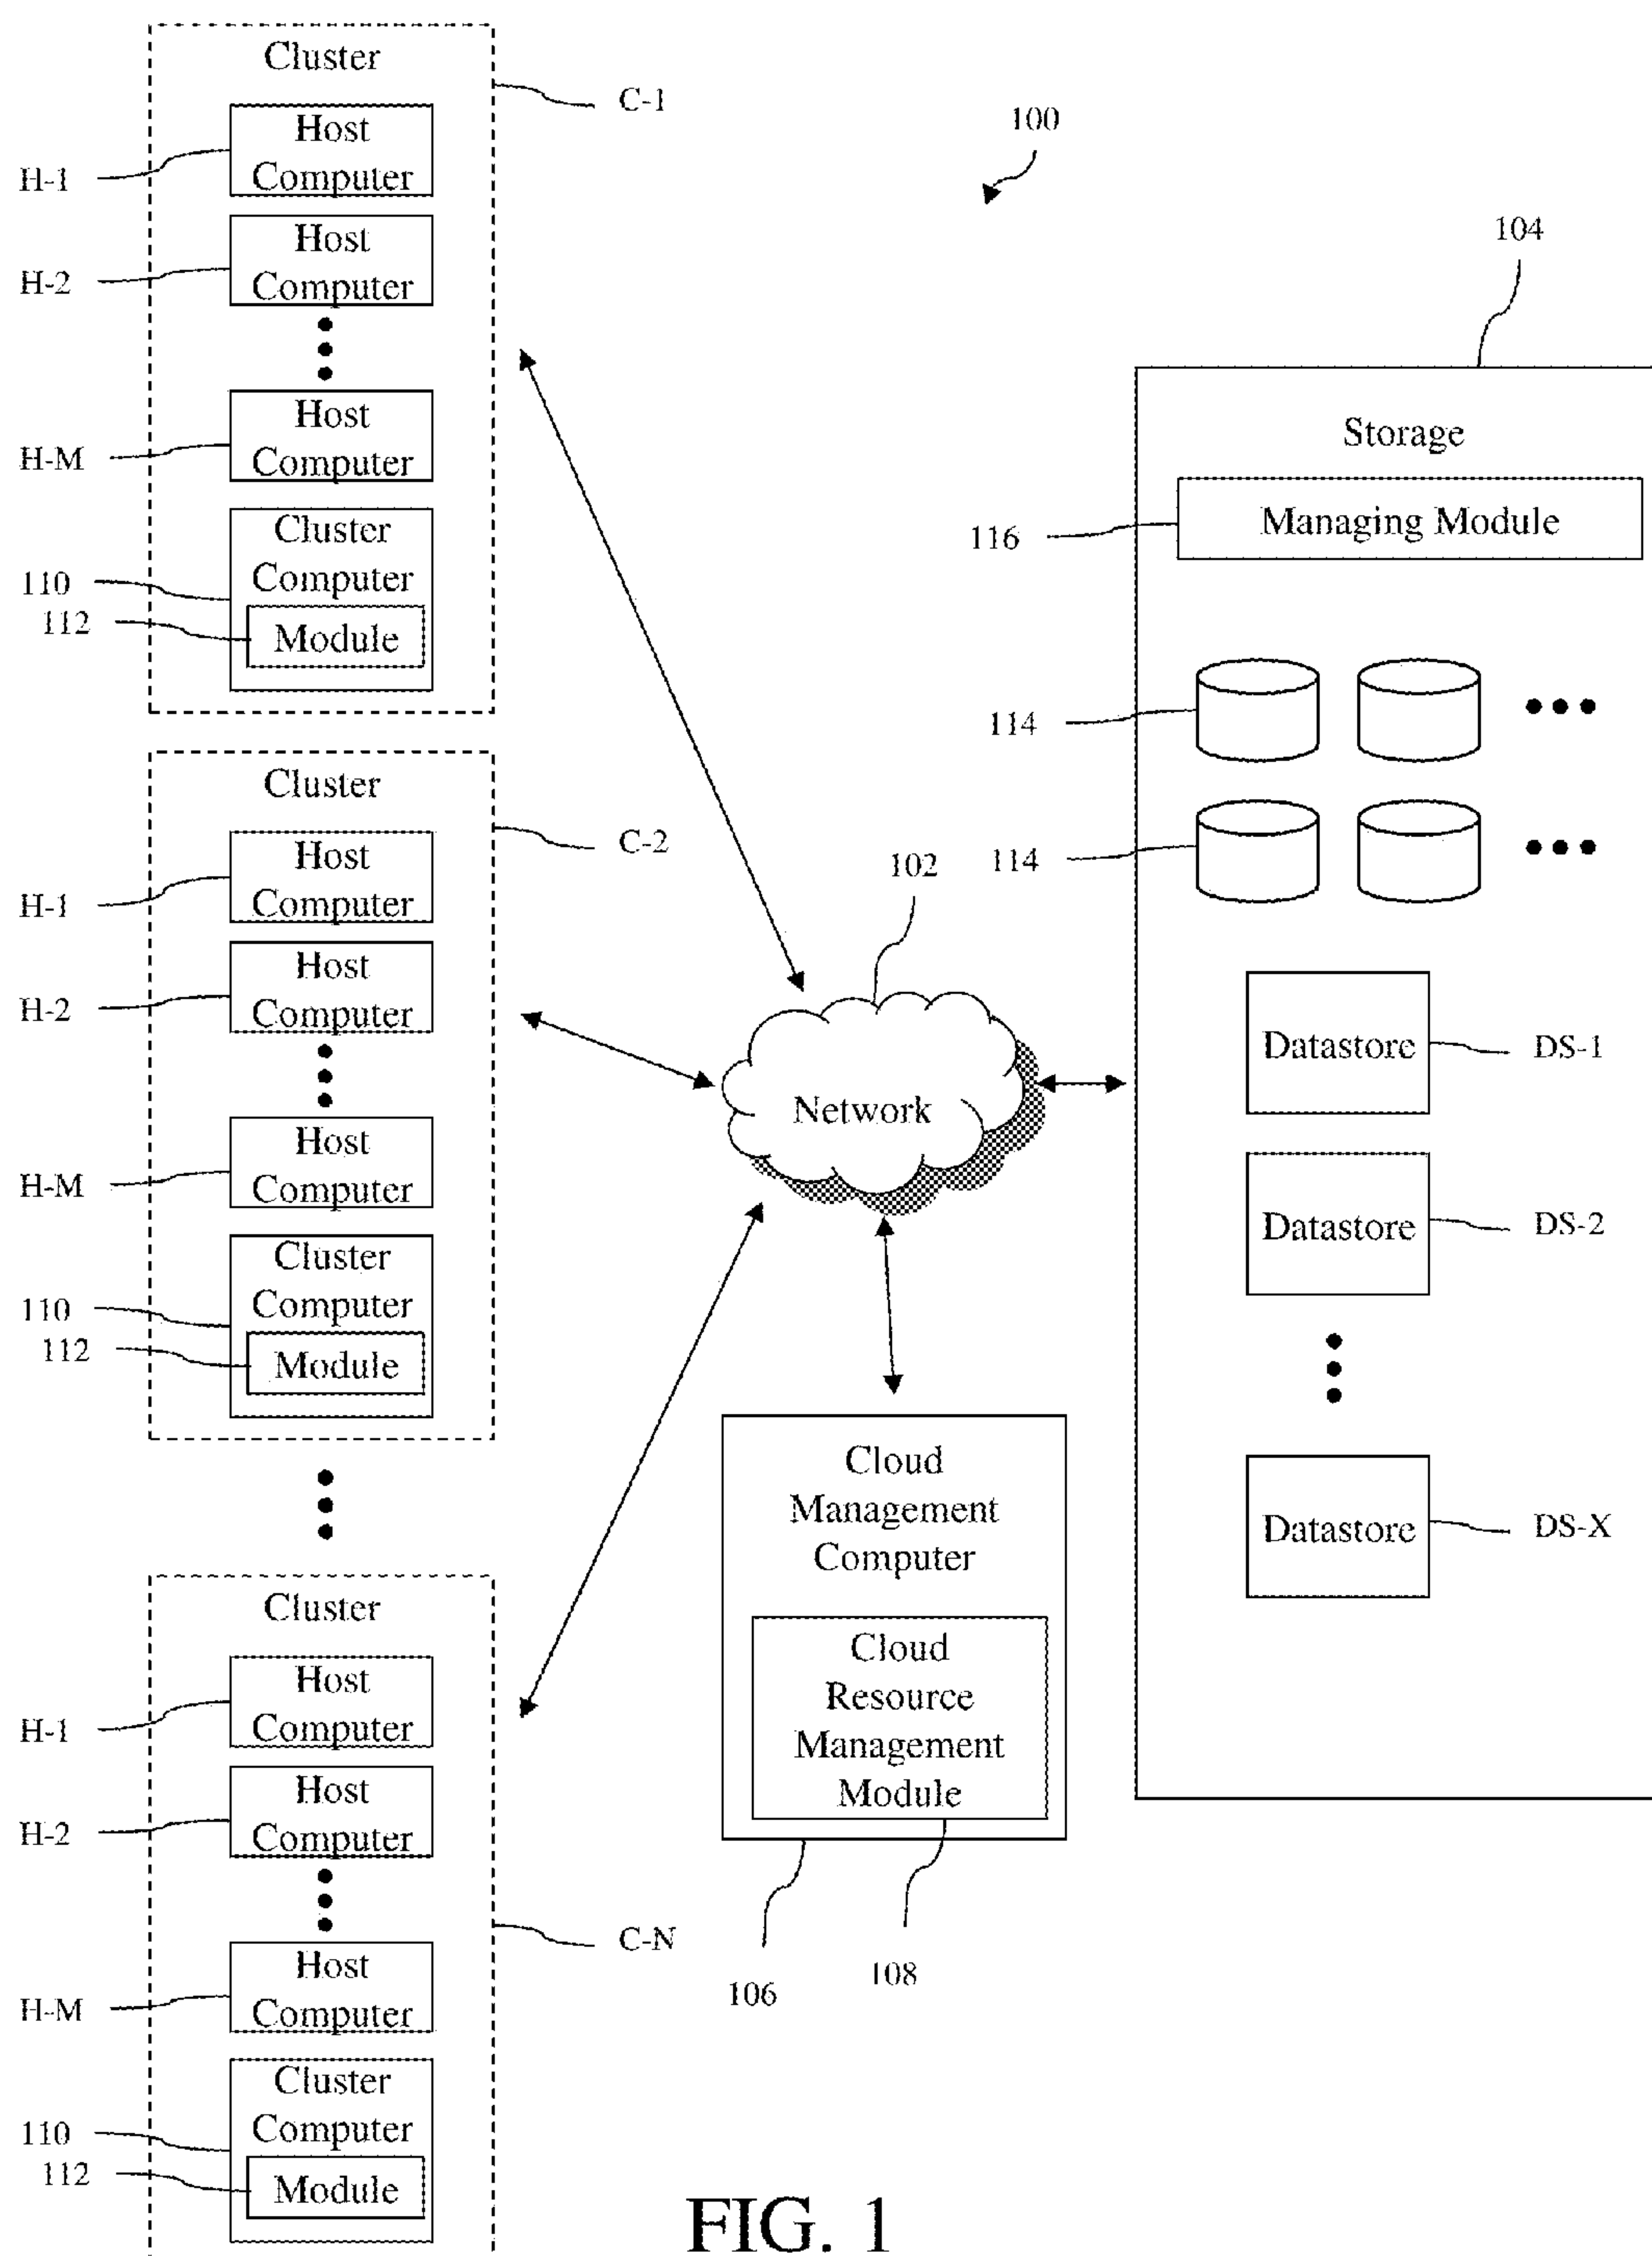 Cluster
C-1
Host
Computer
H-1
Host
Computer
H-2
Host
Computer
H-M
Cluster
Computer
110
112
Module
Cluster
C-2
Host
Computer
H-1
Host
Computer
H-2
Host
Computer
H-M
Cluster
Computer
110
112
Module
Cluster
Host
Computer
H-1
Host
Computer
H-2
C-N
Host
Computer
H-M
Cluster
Computer
110
112
Module
100
102
Network
Cloud
Management
Computer
Cloud
Resource
Management
Module
106
108
104
Storage
Managing Module
116
114
114
Datastore
DS-1
Datastore
DS-2
Datastore
DS-X
FIG. 1